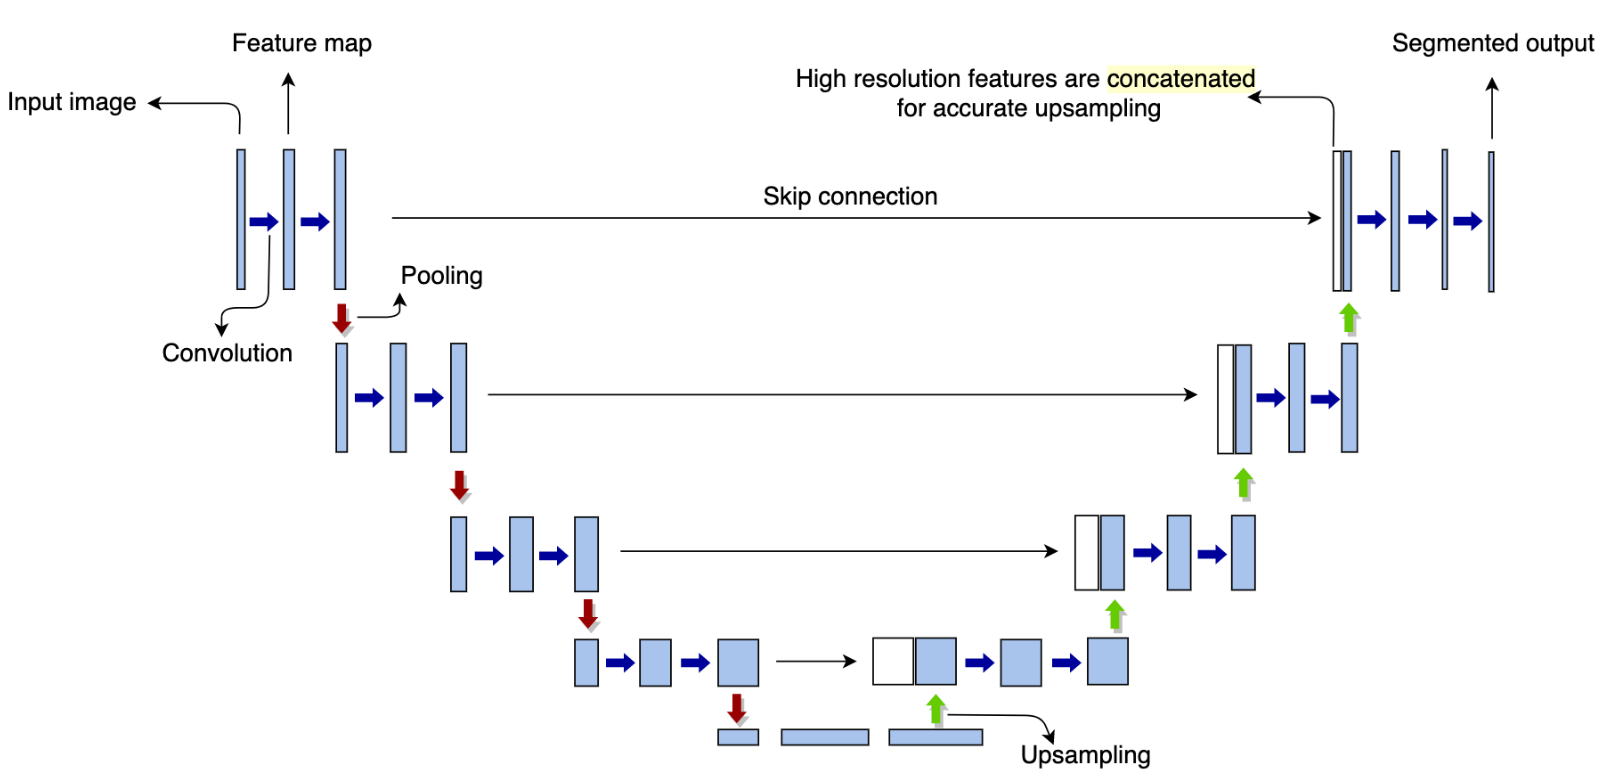 Feature map
Segmented output
Input image
High resolution features are concatenated
for accurate upsampling
Skip connection
Pooling
Convolution
Upsampling